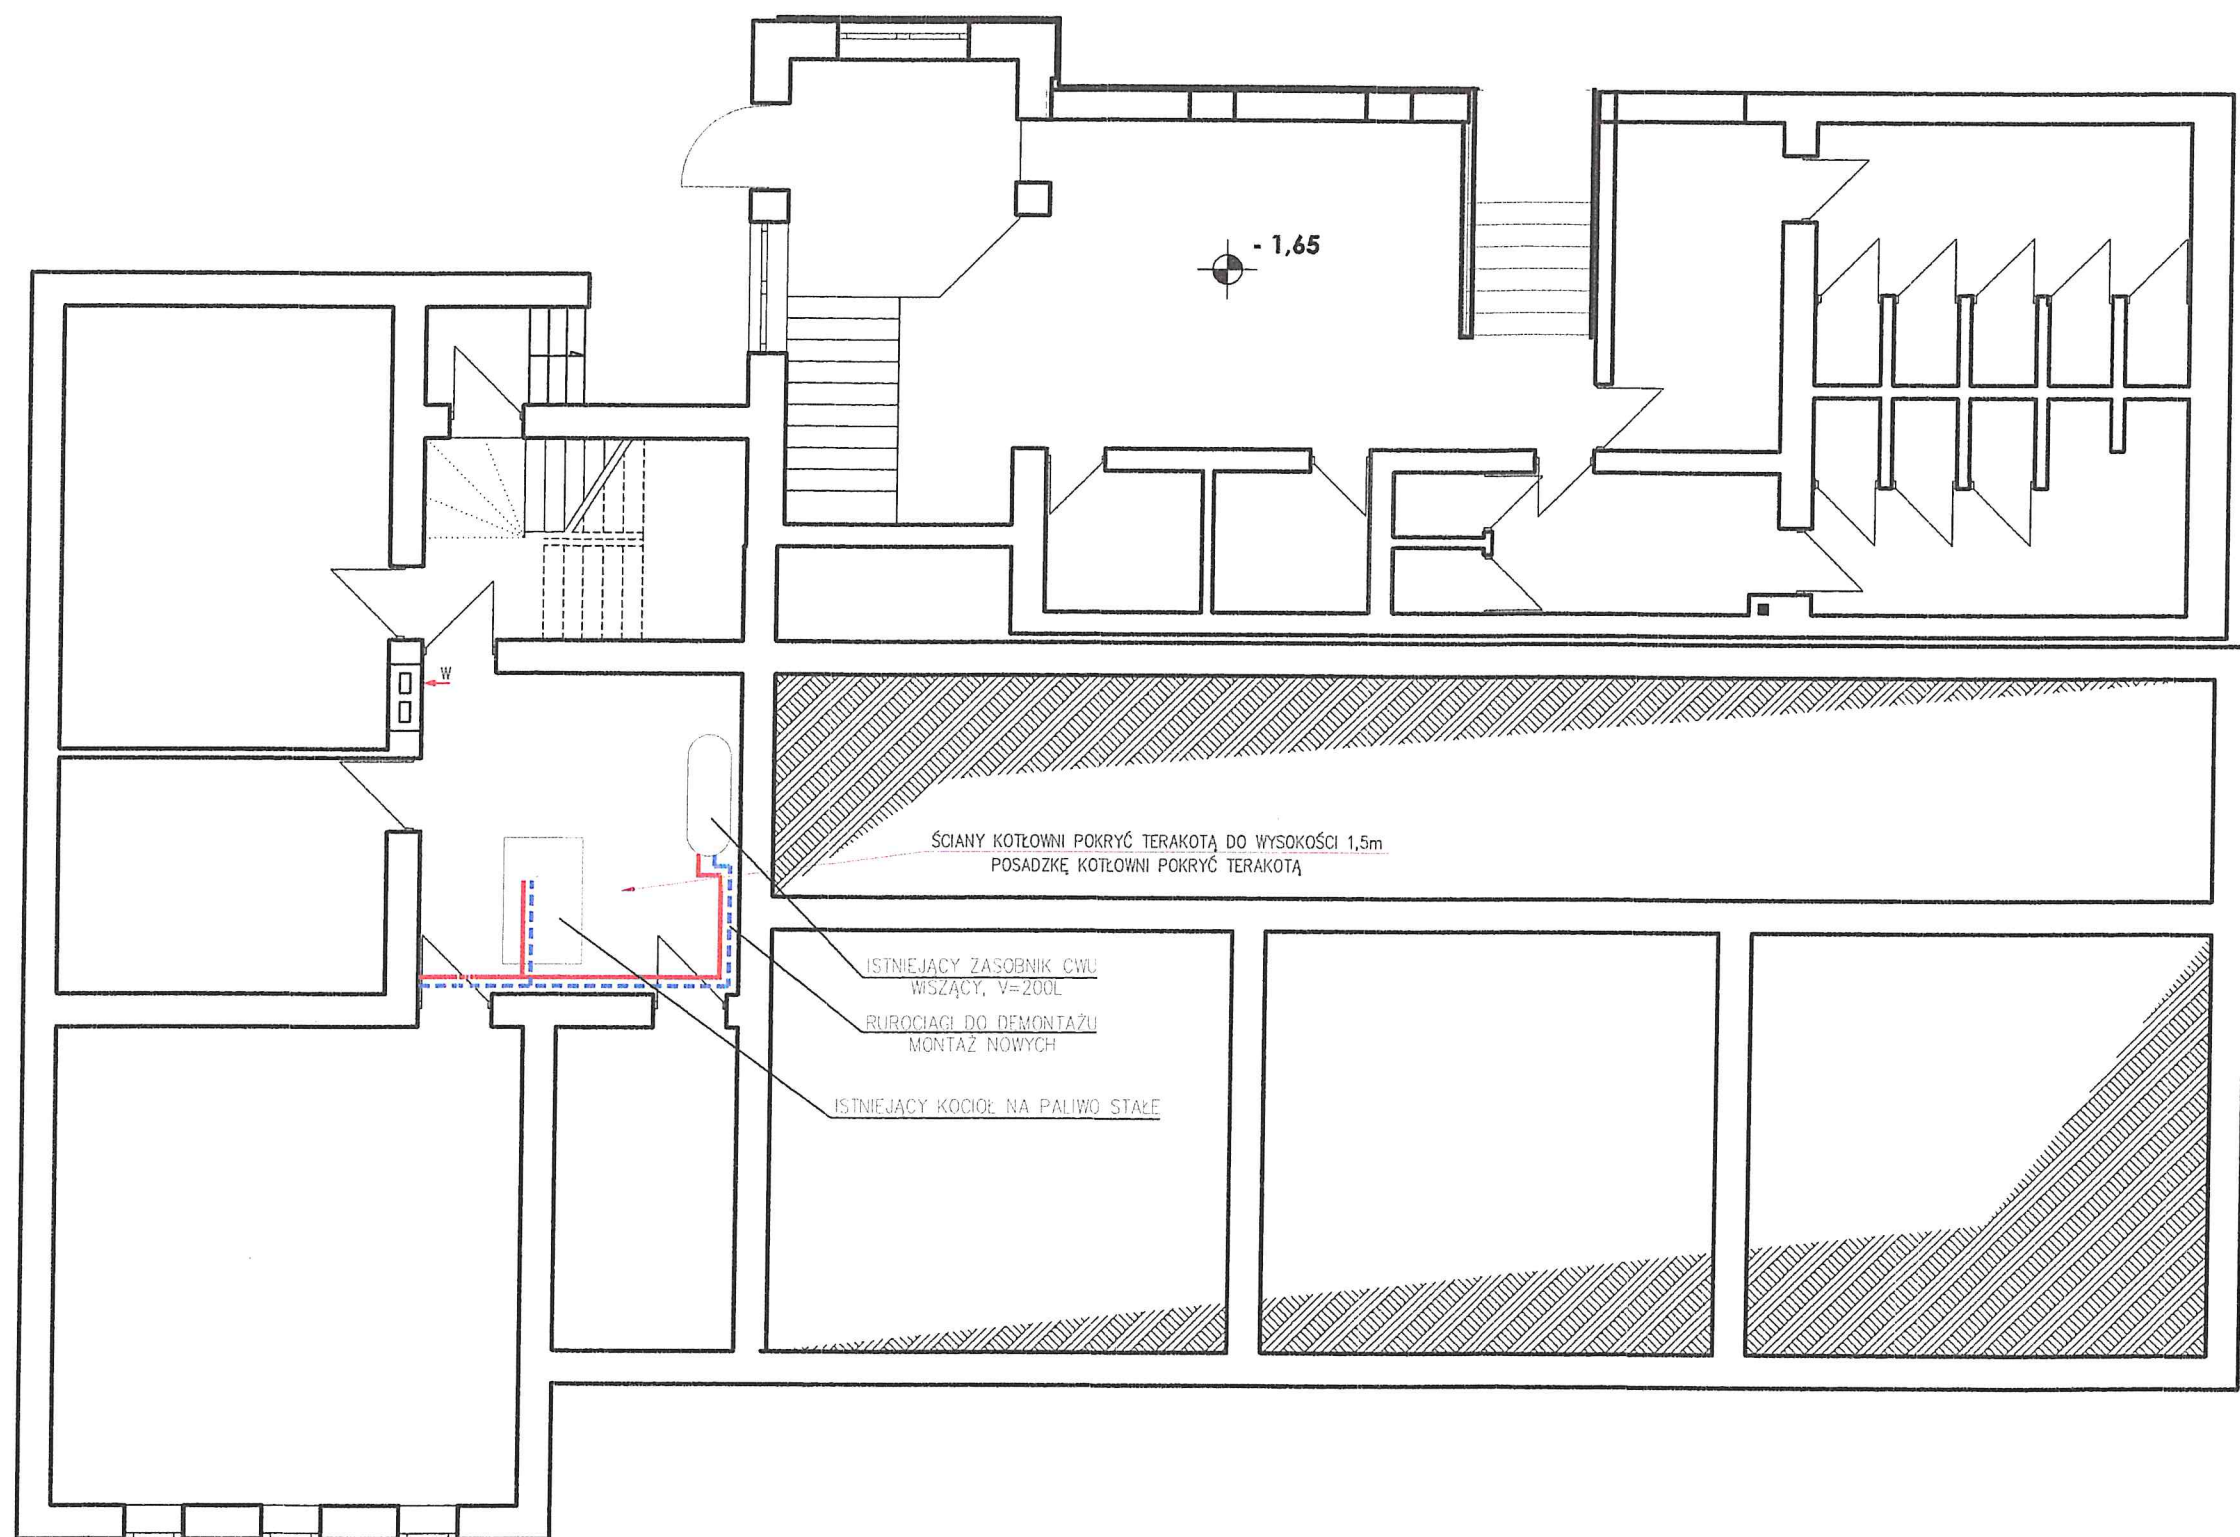 - 1,65
W
ŚCIANY KOTŁOWNI POKRYĆ TERAKOTĄ DO WYSOKOŚCI 1,5m
POSADZKĘ KOTŁOWNI POKRYĆ TERAKOTĄ
ISTNIEJĄCY ZASOBNIK CWU
WISZĄCY, V=200L
RUROCIĄGI DO DEMONTAŻU
MONTAŻ NOWYCH
ISTNIEJĄCY KOCIOŁ NA PALIWO STAŁE